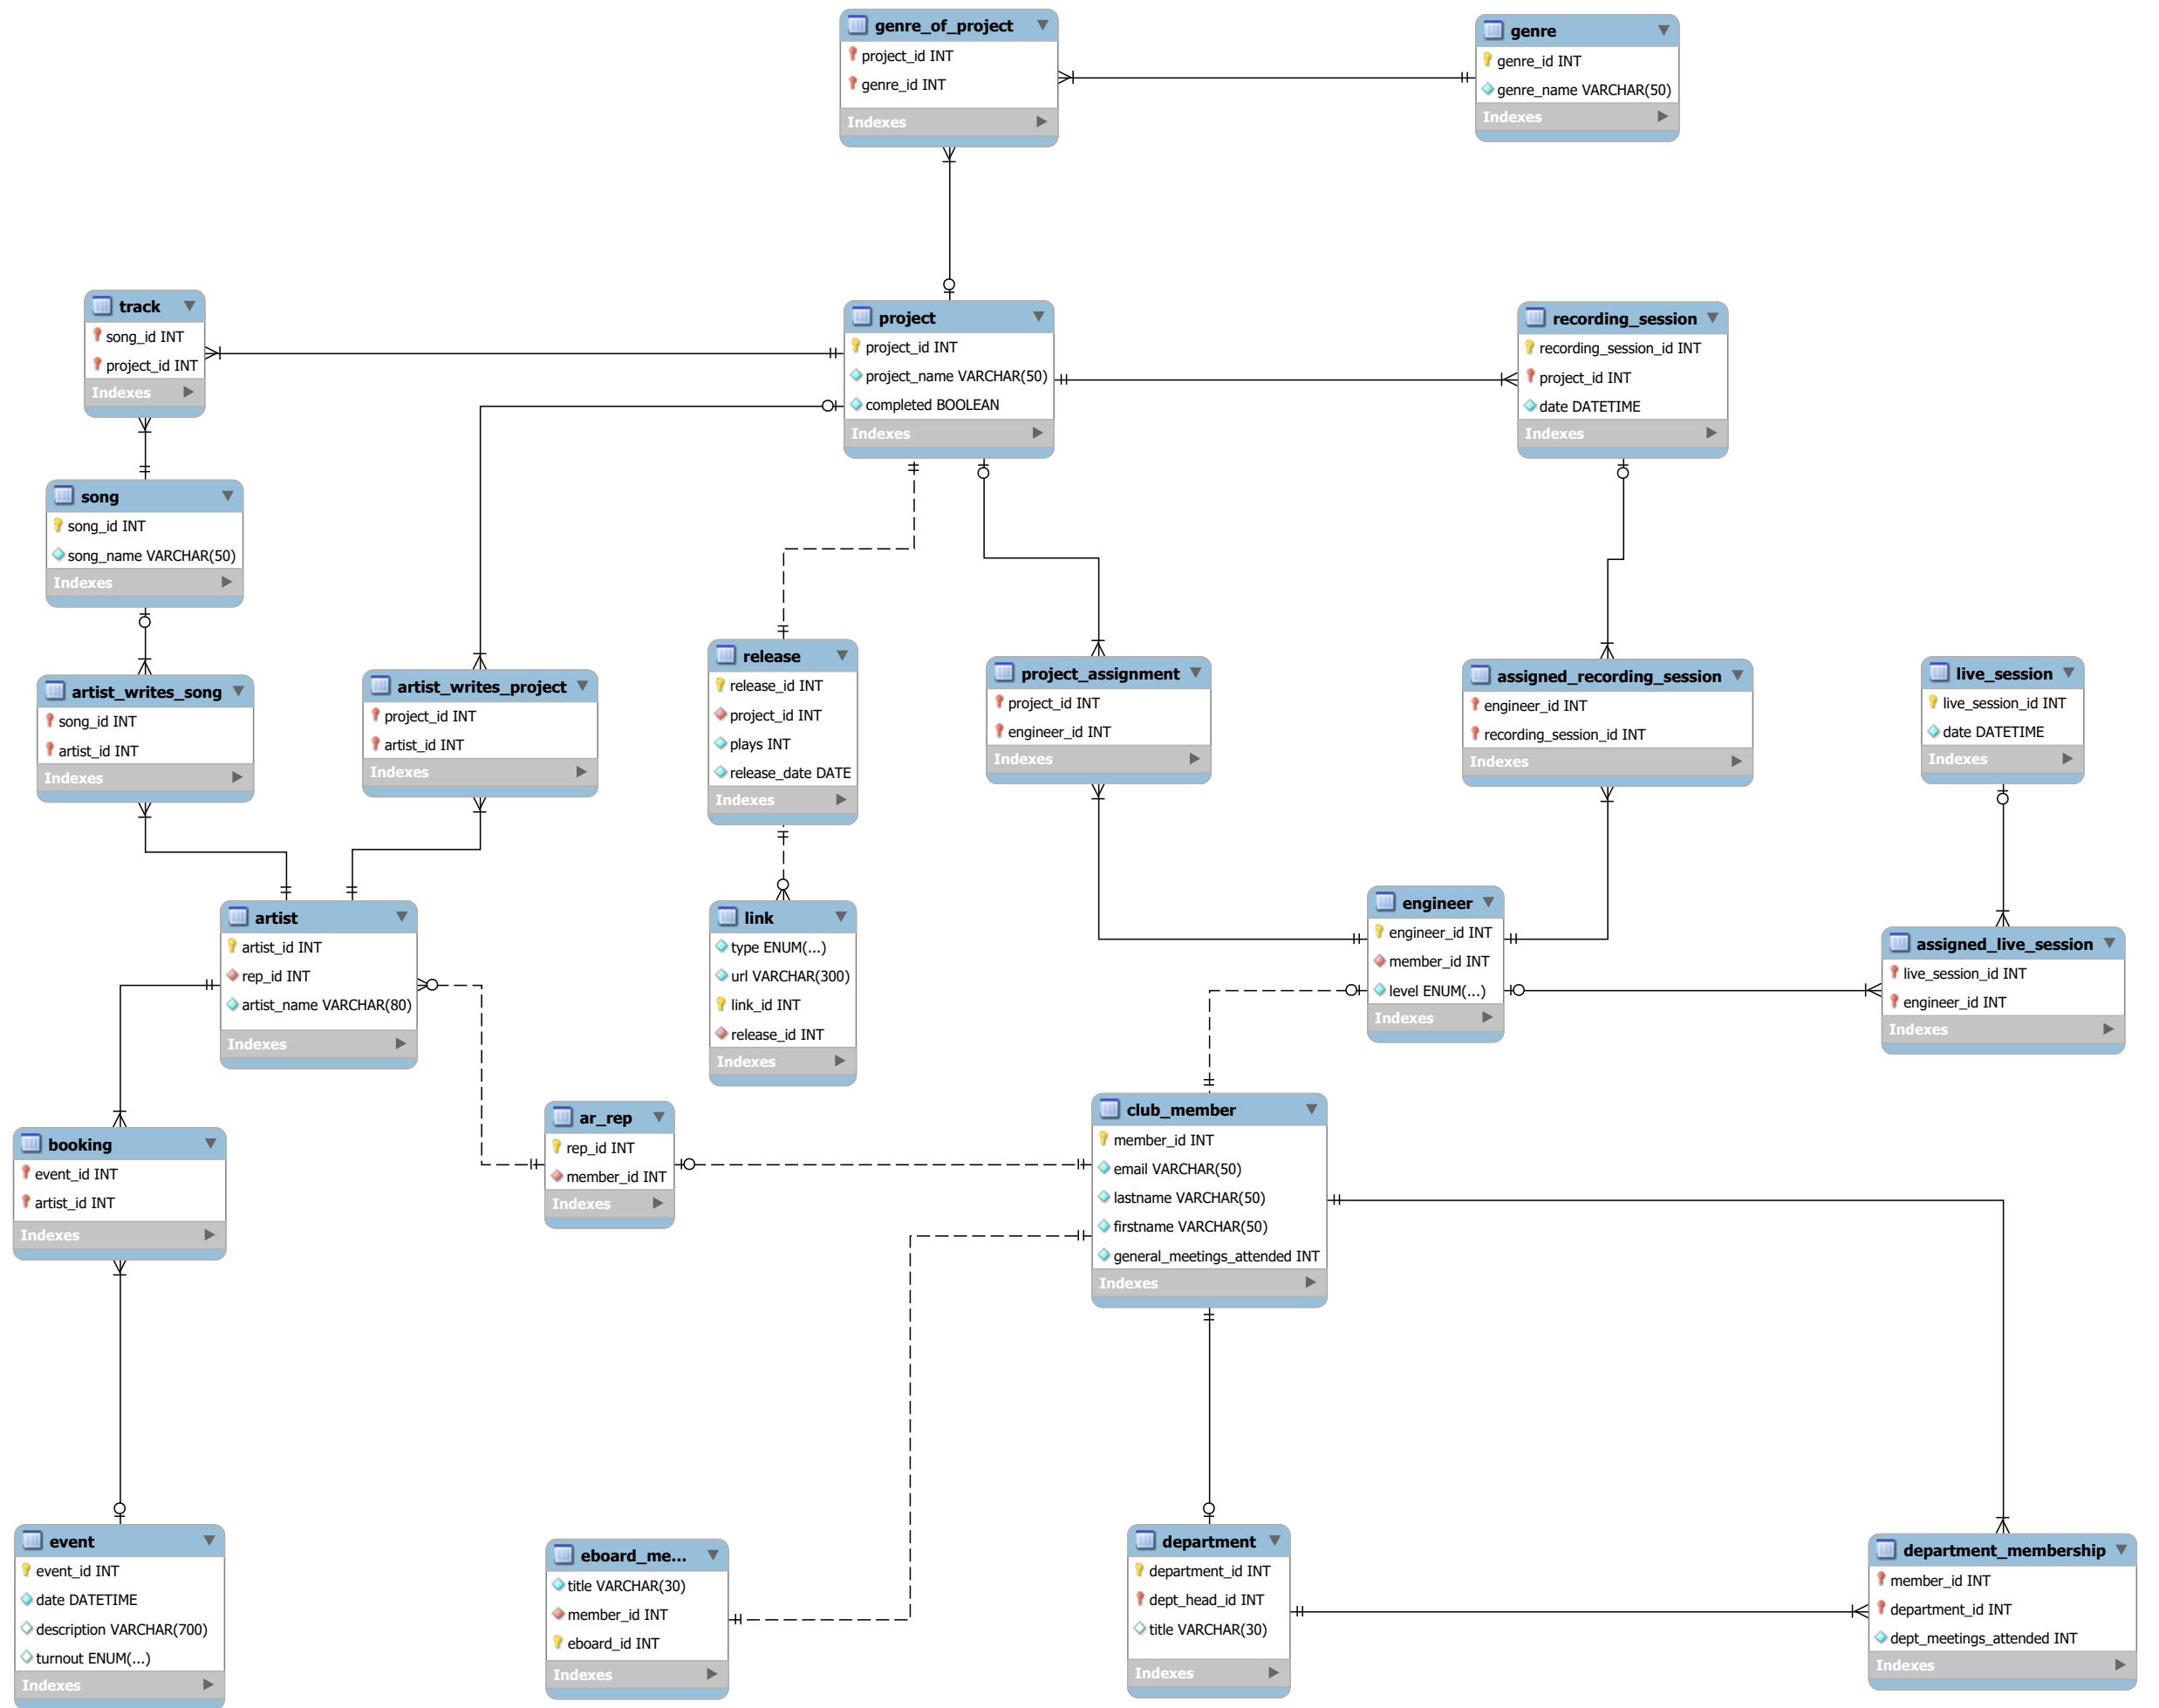 genre_of_project
project_id INT
genre_id INT
Indexes
genre
genre_id INT
genre_name VARCHAR(50)
Indexes
track
song_id INT
project_id INT
Indexes
project
project_id INT
project_name VARCHAR(50)
completed BOOLEAN
Indexes
recording_session
recording_session_id INT
project_id INT
date DATETIME
Indexes
song
song_id INT
song_name VARCHAR(50)
Indexes
artist_writes_song
song_id INT
artist_id INT
Indexes
artist_writes_project
project_id INT
artist_id INT
Indexes
release
release_id INT
project_id INT
plays INT
release_date DATE
Indexes
project_assignment
project_id INT
engineer_id INT
Indexes
assigned_recording_session
engineer_id INT
recording_session_id INT
Indexes
live_session
live_session_id INT
date DATETIME
Indexes
artist
artist_id INT
rep_id INT
artist_name VARCHAR(80)
Indexes
link
type ENUM(...)
url VARCHAR(300)
link_id INT
release_id INT
Indexes
engineer
engineer_id INT
member_id INT
level ENUM(...)
Indexes
assigned_live_session
live_session_id INT
engineer_id INT
Indexes
booking
event_id INT
artist_id INT
Indexes
ar_rep
rep_id INT
member_id INT
Indexes
club_member
member_id INT
email VARCHAR(50)
lastname VARCHAR(50)
firstname VARCHAR(50)
general_meetings_attended INT
Indexes
event
event_id INT
date DATETIME
description VARCHAR(700)
turnout ENUM(...)
Indexes
eboard_me...
title VARCHAR(30)
member_id INT
eboard_id INT
Indexes
department
department_id INT
dept_head_id INT
title VARCHAR(30)
Indexes
department_membership
member_id INT
department_id INT
dept_meetings_attended INT
Indexes